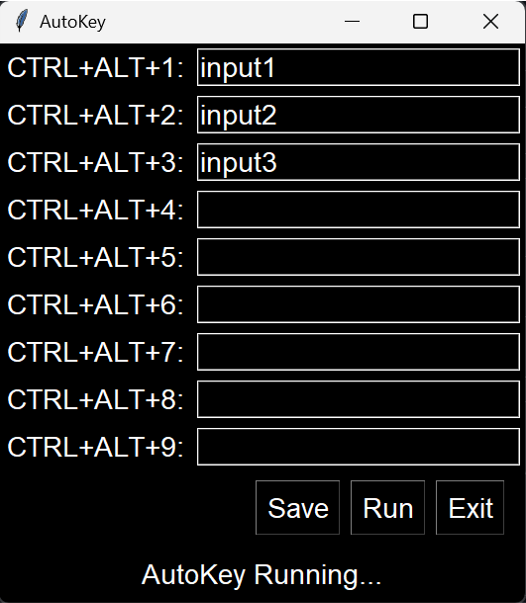 AutoKey
CTRL+ALT+1: input1
CTRL+ALT+2: input2
CTRL+ALT+3: input3
CTRL+ALT+4:
CTRL+ALT+5:
CTRL+ALT+6:
CTRL+ALT+7:
CTRL+ALT+8:
CTRL+ALT+9:
Save Run Exit
AutoKey Running...